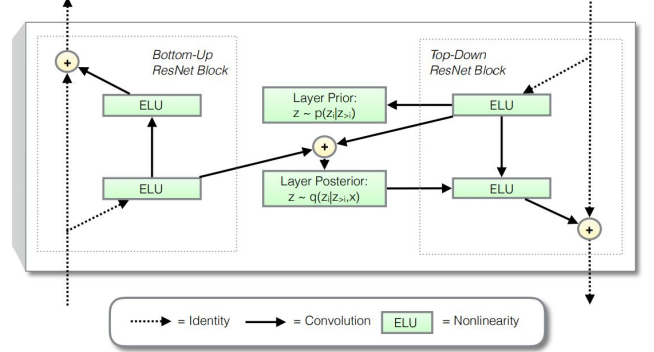 Bottom-Up
ResNet Block
Top-Down
ResNet Block
+
ELU
Layer Prior:
z ~ p(zᵢ|z>ᵢ)
ELU
+
ELU
Layer Posterior:
z ~ q(zᵢ|z>ᵢ,x)
ELU
+
= Identity
= Convolution
ELU
= Nonlinearity